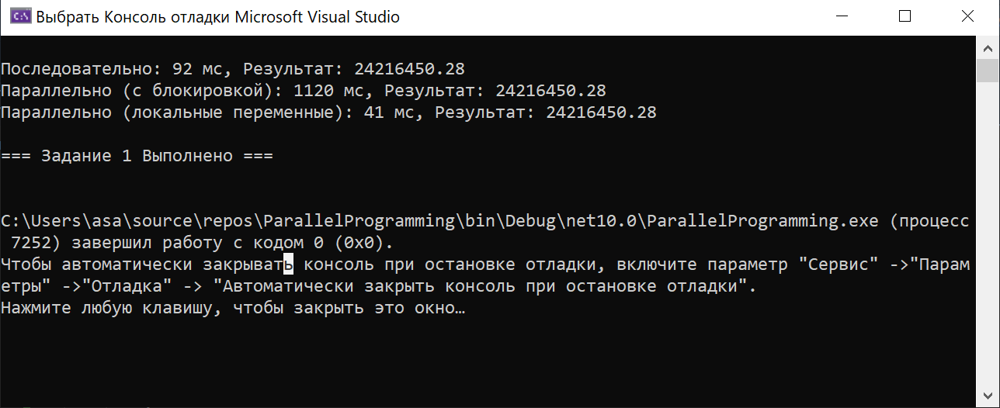 Выбрать Консоль отладки Microsoft Visual Studio
Последовательно: 92 мс, Результат: 24216450.28
Параллельно (с блокировкой): 1120 мс, Результат: 24216450.28
Параллельно (локальные переменные): 41 мс, Результат: 24216450.28
=== Задание 1 Выполнено ===
C:\Users\asa\source\repos\ParallelProgramming\bin\Debug\net10.0\ParallelProgramming.exe (процесс
7252) завершил работу с кодом 0 (0x0).
Чтобы автоматически закрывать консоль при остановке отладки, включите параметр "Сервис" ->"Парам
етры" ->"Отладка" -> "Автоматически закрыть консоль при остановке отладки".
Нажмите любую клавишу, чтобы закрыть это окно…